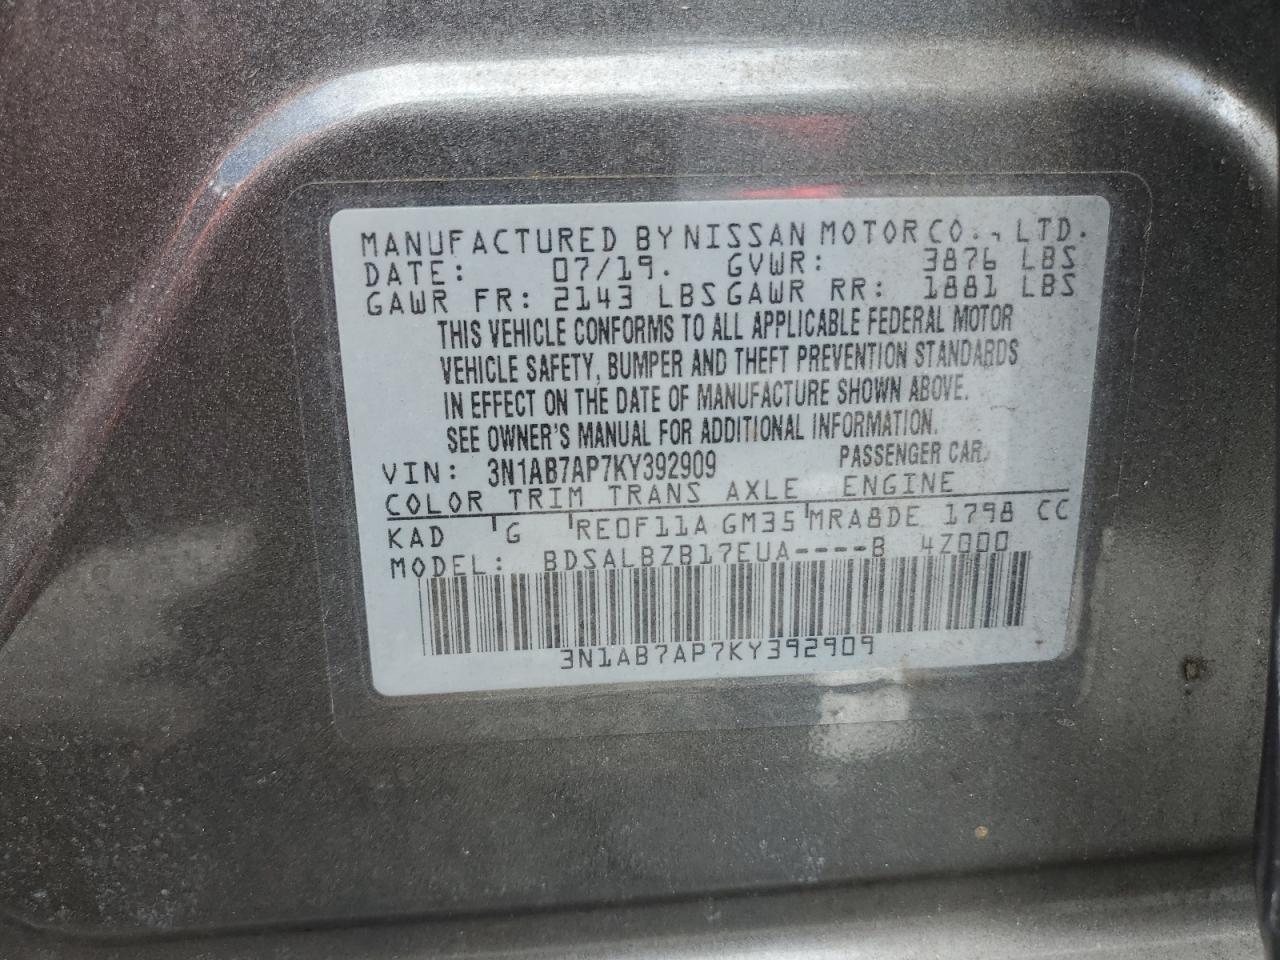 MANUFACTURED BY NISSAN MOTOR CO., LTD.
DATE: 07/19. GVWR: 3876 LBS
GAWR FR: 2143 LBS GAWR RR: 1881 LBS
THIS VEHICLE CONFORMS TO ALL APPLICABLE FEDERAL MOTOR
VEHICLE SAFETY, BUMPER AND THEFT PREVENTION STANDARDS
IN EFFECT ON THE DATE OF MANUFACTURE SHOWN ABOVE.
SEE OWNER'S MANUAL FOR ADDITIONAL INFORMATION.
VIN: 3N1AB7AP7KY392909 PASSENGER CAR
COLOR TRIM TRANS AXLE ENGINE
KAD G RE0F11A GM35 MRA8DE 1798 CC
MODEL: BDSALBZB17EUA----B 4Z000
3N1AB7AP7KY392909